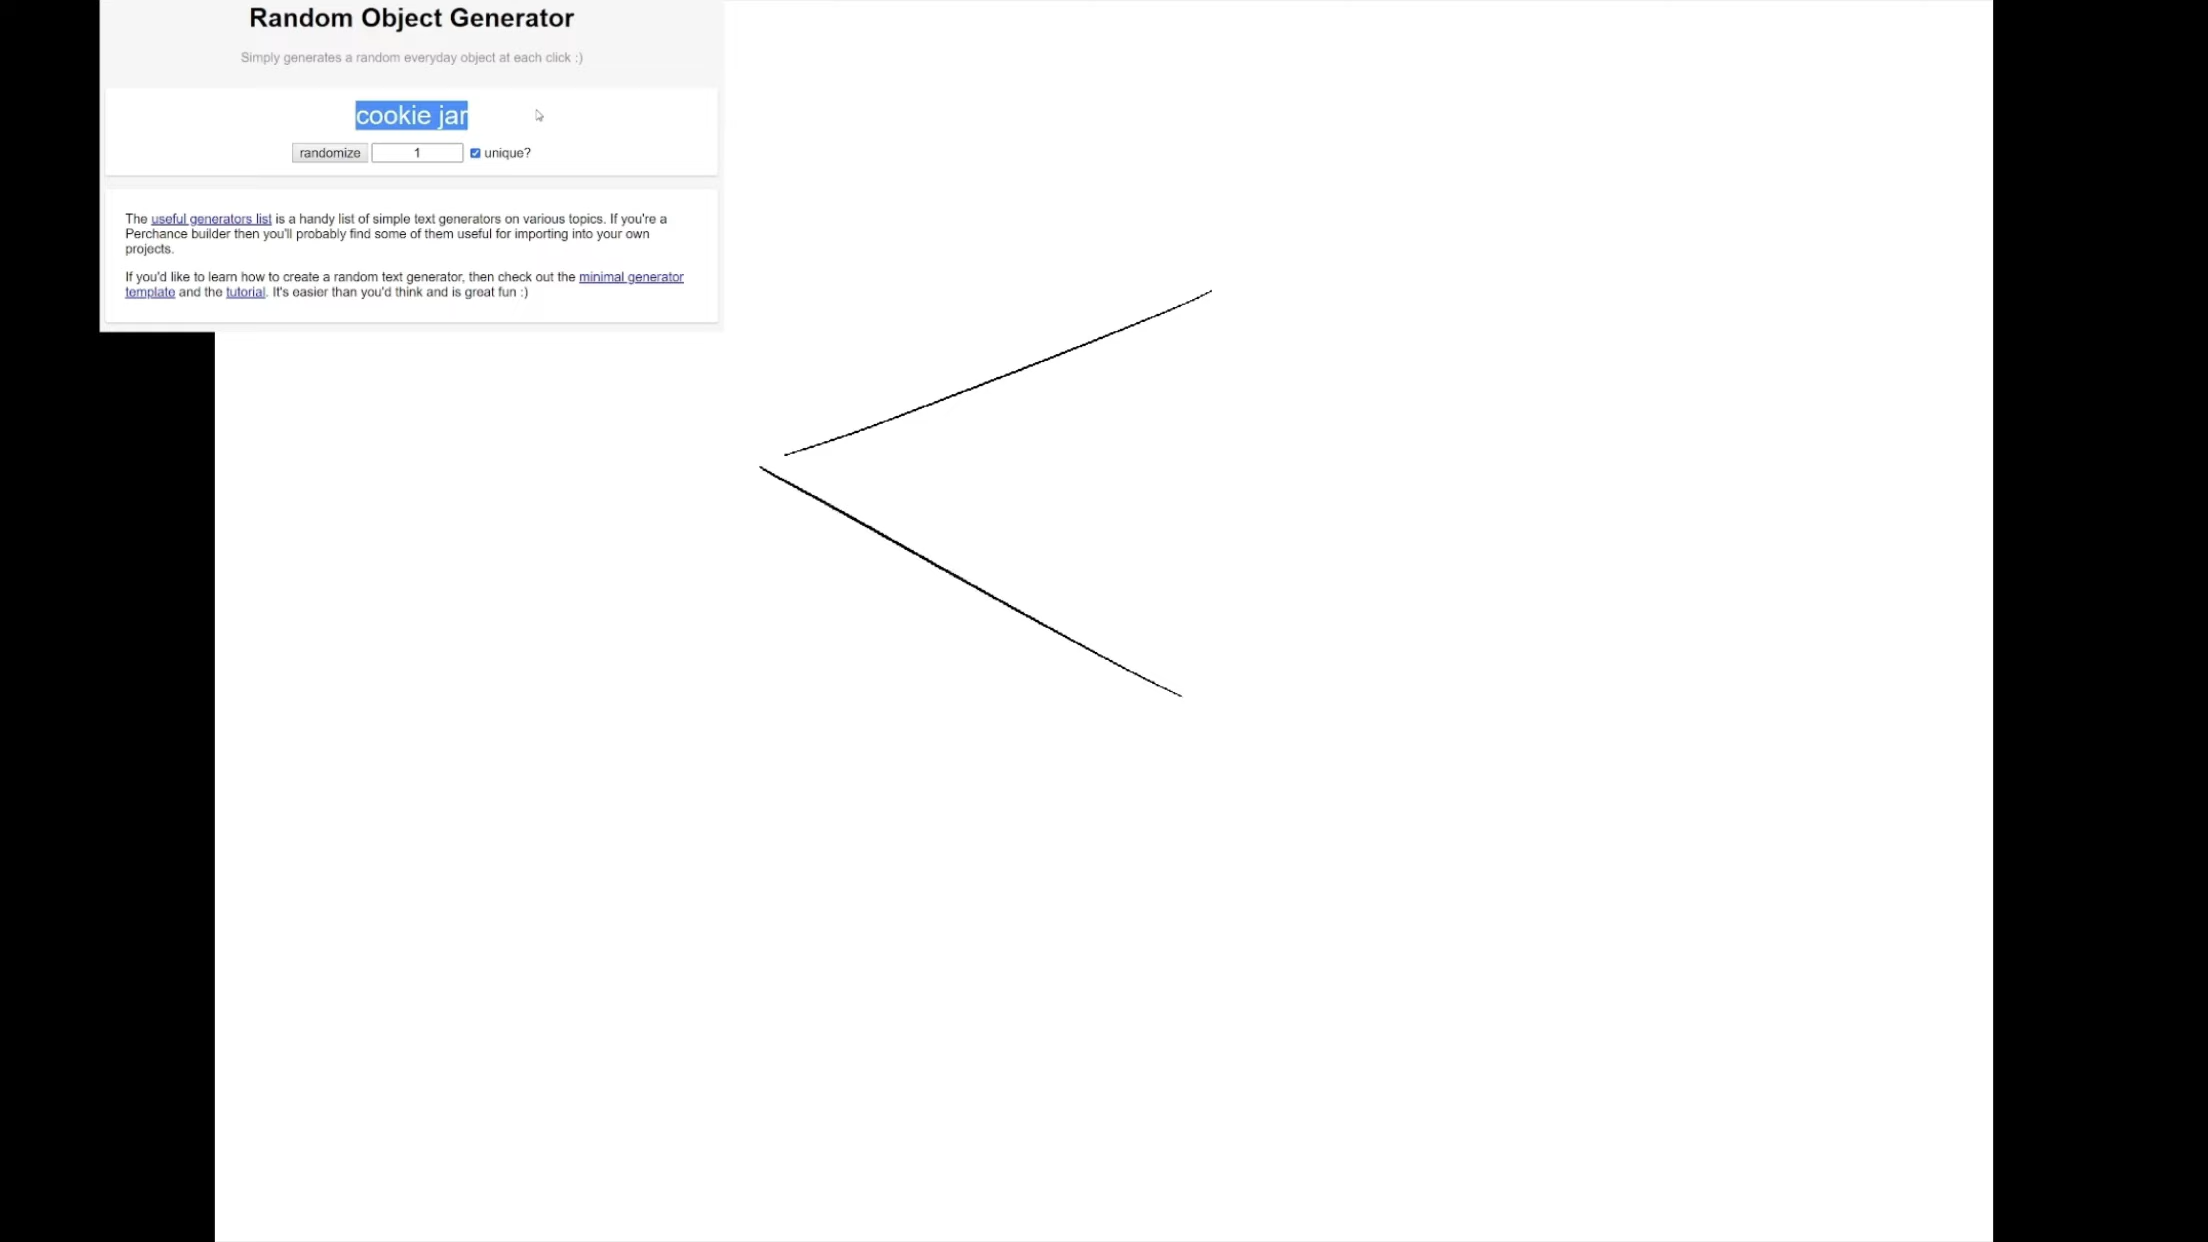 Random Object Generator
Simply generates a random everyday object at each click :)
cookie jar
randomize 1 unique?
The useful generators list is a handy list of simple text generators on various topics. If you're a
Perchance builder then you'll probably find some of them useful for importing into your own
projects.
If you'd like to learn how to create a random text generator, then check out the minimal generator
template and the tutorial. It's easier than you'd think and is great fun :)